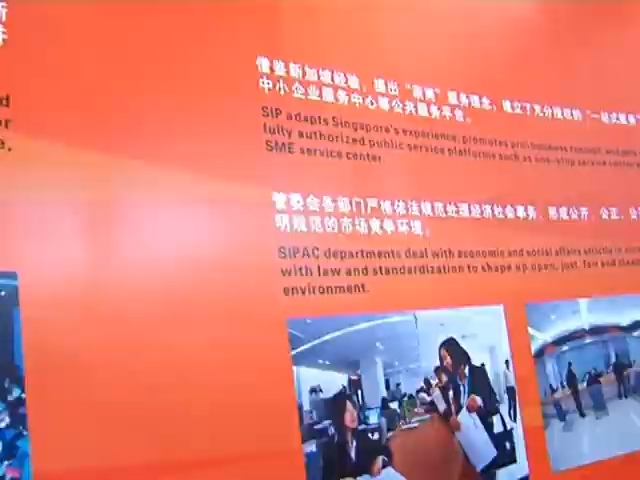 新
件
d
or
e.
借鉴新加坡经验，提出“亲商”服务理念，建立了充分授权的“一站式服务”
中小企业服务中心等公共服务平台。
SIP adapts Singapore's experience, promotes pro-business
fully authorized public service platforms such as one-stop service
SME service center.
管委会各部门严格依法规范处理经济社会事务，形成公开、公正、公
明规范的市场竞争环境。
SIPAC departments deal with economic and social affairs strictly in
with law and standardization to shape up open, just, fair and
environment.